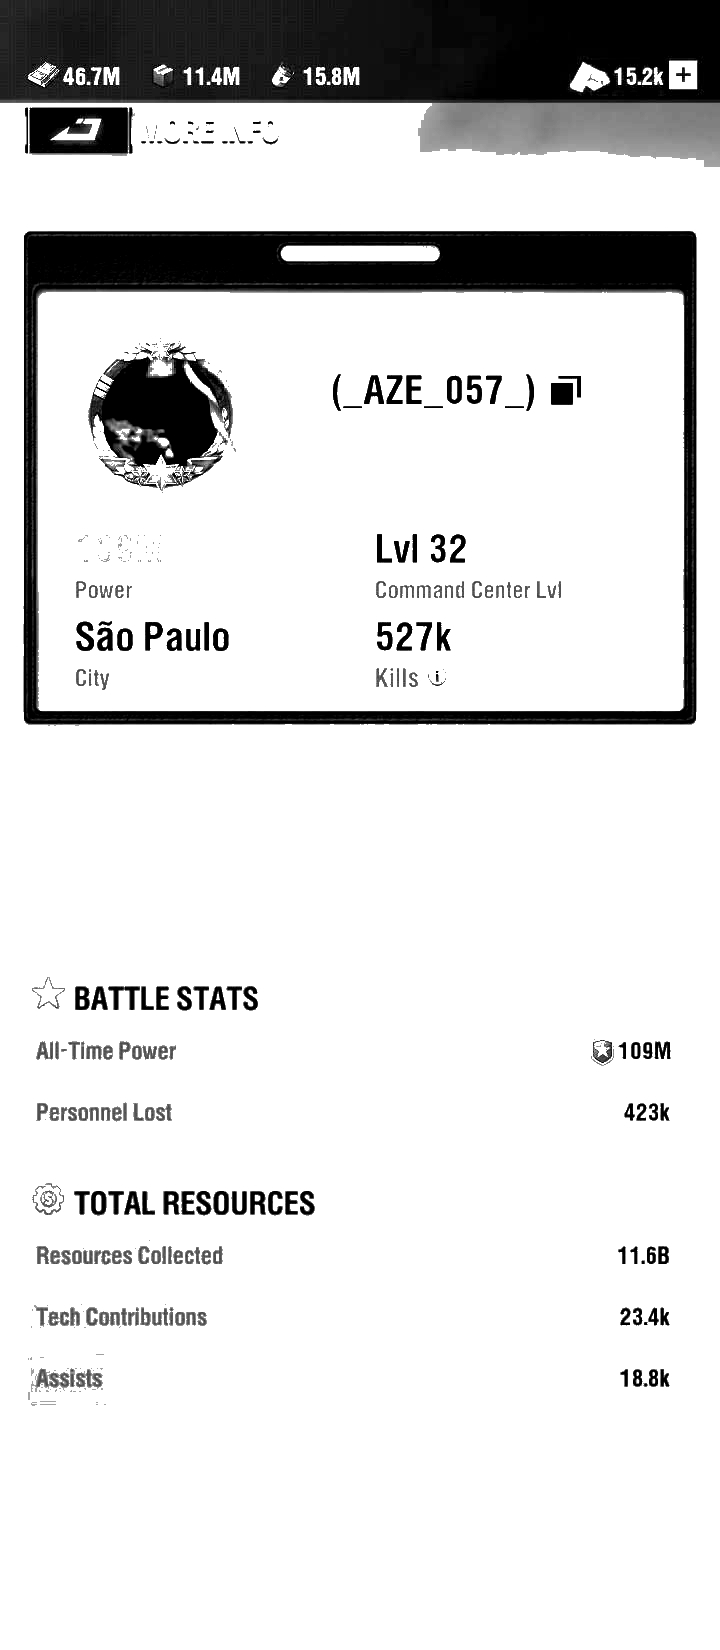 46.7M 11.4M 15.8M 15.2k +
MORE INFO
(_AZE_057_)
109M Lvl 32
Power Command Center Lvl
São Paulo 527k
City Kills
BATTLE STATS
All-Time Power 109M
Personnel Lost 423k
TOTAL RESOURCES
Resources Collected 11.6B
Tech Contributions 23.4k
Assists 18.8k